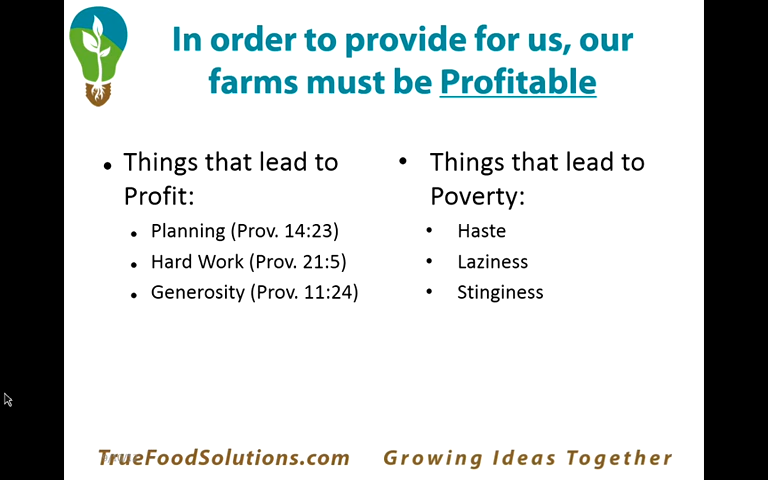 In order to provide for us, our
farms must be Profitable
• Things that lead to
Profit:
• Planning (Prov. 14:23)
• Hard Work (Prov. 21:5)
• Generosity (Prov. 11:24)
• Things that lead to
Poverty:
• Haste
• Laziness
• Stinginess
TrueFoodSolutions.com Growing Ideas Together